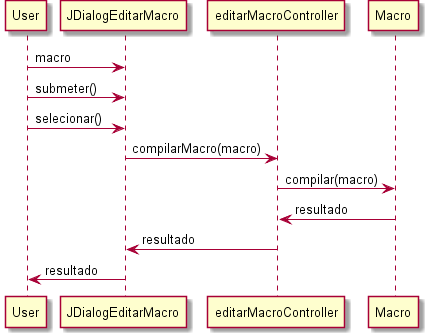 User JDialogEditarMacro editarMacroController Macro
macro
submeter()
selecionar()
compilarMacro(macro)
compilar(macro)
resultado
resultado
resultado
User JDialogEditarMacro editarMacroController Macro